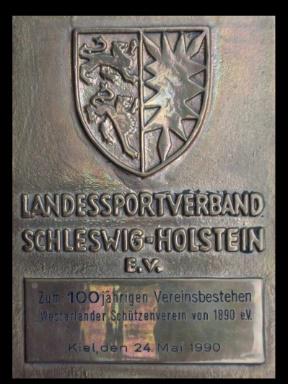 LANDESSPORTVERBAND
SCHLESWIG-HOLSTEIN
E.V.
Zum 100jährigen Vereinsbestehen
Westerländer Schützenverein von 1890 eV.
Kiel, den 24. Mai 1990